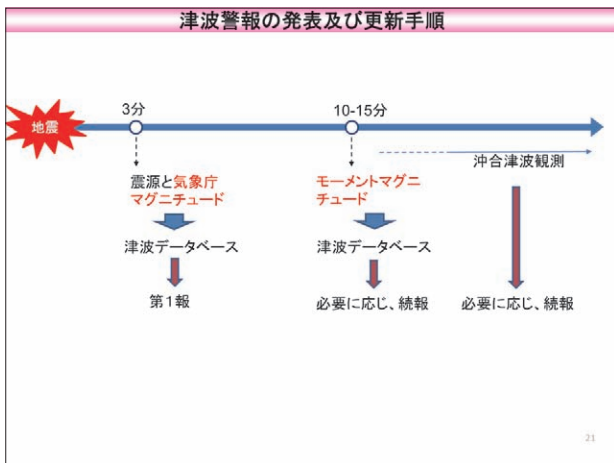 津波警報の発表及び更新手順
地震
3分
10-15分
沖合津波観測
震源と気象庁
マグニチュード
モーメントマグニ
チュード
津波データベース
津波データベース
第1報
必要に応じ、続報
必要に応じ、続報
21